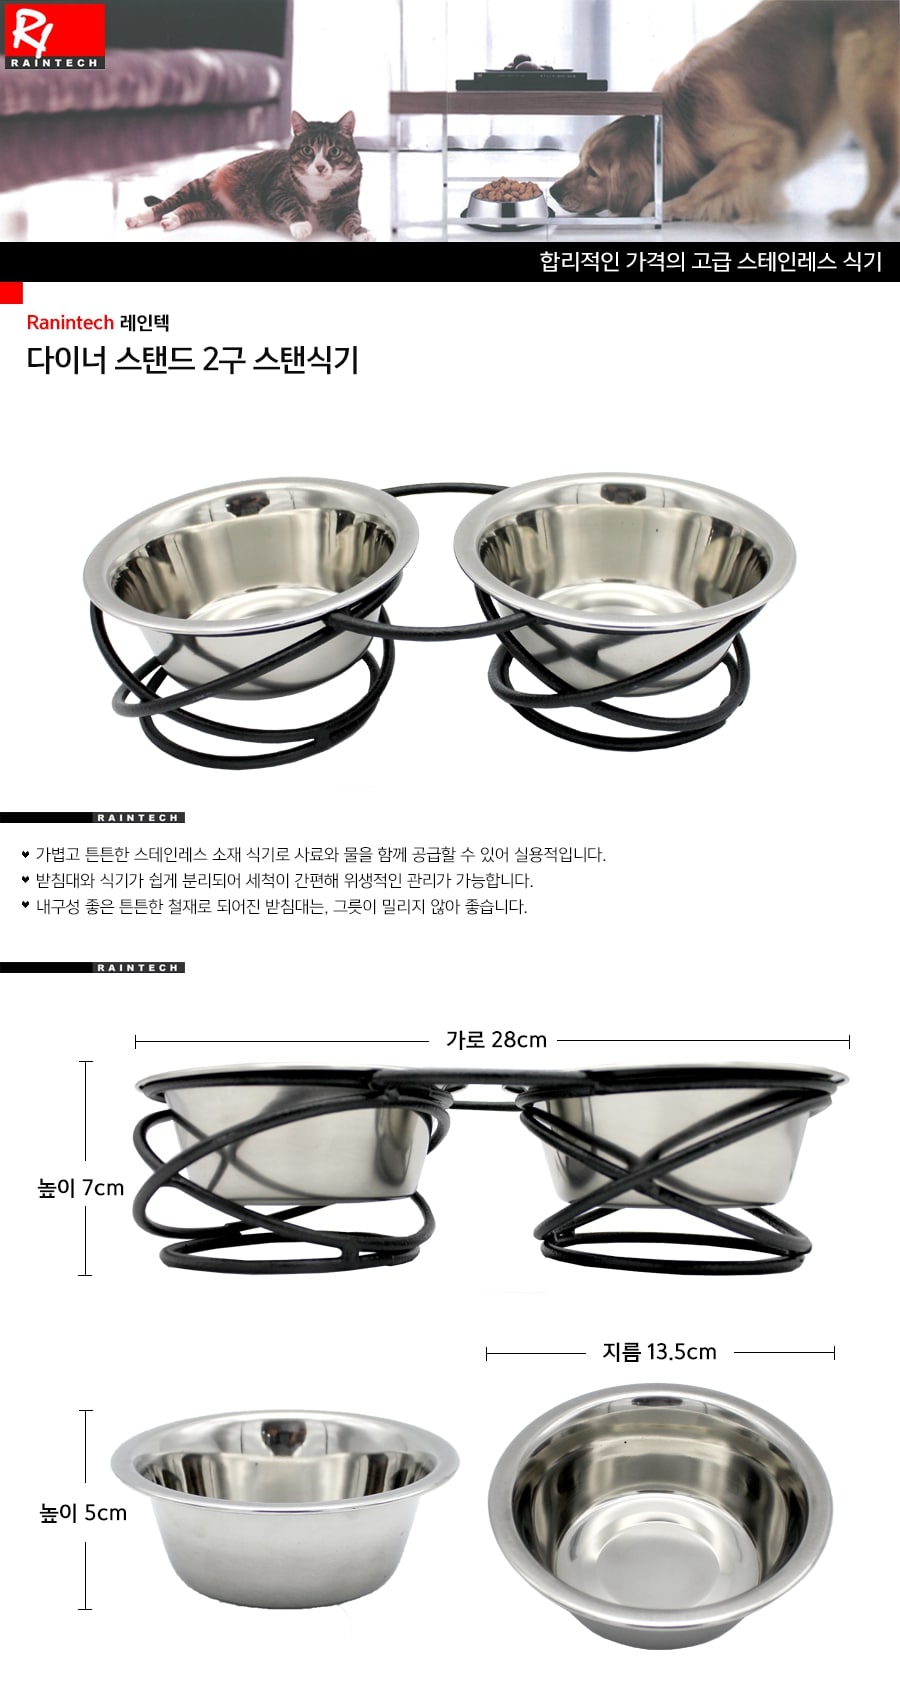 RAINTECH
합리적인 가격의 고급 스테인레스 식기
Ranintech 레인텍
다이너 스탠드 2구 스탠식기
RAINTECH
가볍고 튼튼한 스테인레스 소재 식기로 사료와 물을 함께 공급할 수 있어 실용적입니다.
받침대와 식기가 쉽게 분리되어 세척이 간편해 위생적인 관리가 가능합니다.
내구성 좋은 튼튼한 철재로 되어진 받침대는, 그릇이 밀리지 않아 좋습니다.
RAINTECH
가로 28cm
높이 7cm
지름 13.5cm
높이 5cm